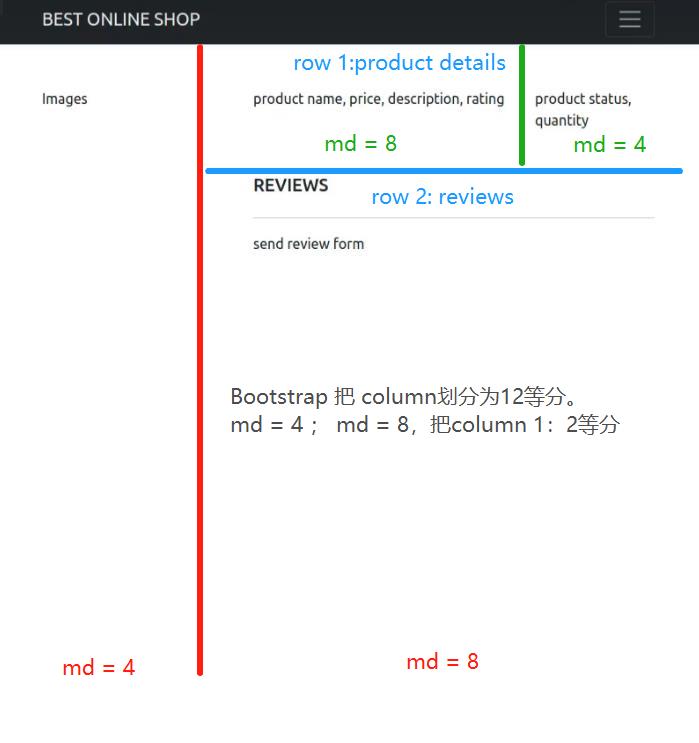 BEST ONLINE SHOP
row 1:product details
Images
product name, price, description, rating
product status,
quantity
md = 8
md = 4
REVIEWS
row 2: reviews
send review form
Bootstrap 把 column划分为12等分。
md = 4 ； md = 8，把column 1：2等分
md = 4
md = 8